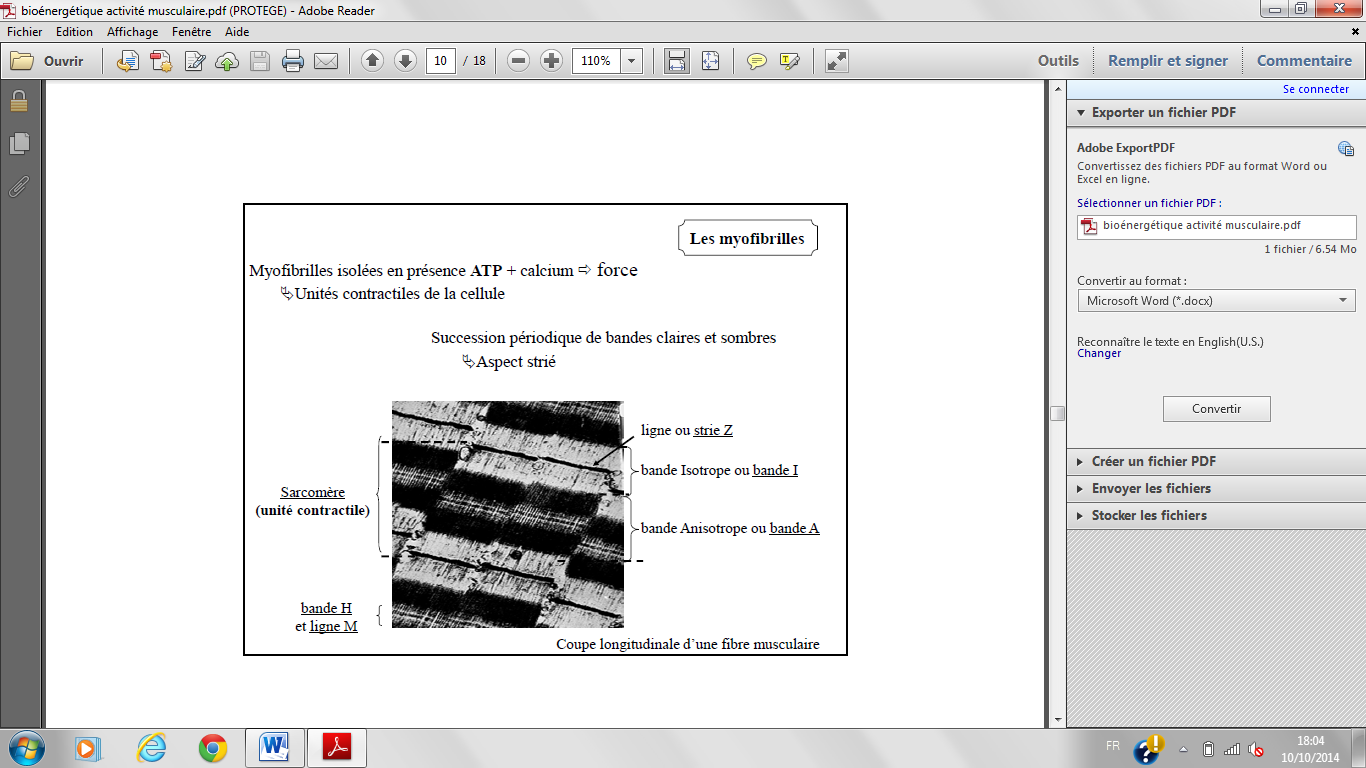 bioénergétique activité musculaire.pdf (PROTEGE) - Adobe Reader
Fichier Edition Affichage Fenêtre Aide
Ouvrir
10 / 18
110%
Outils
Remplir et signer
Commentaire
Se connecter
Exporter un fichier PDF
Adobe ExportPDF
Convertissez des fichiers PDF au format Word ou
Excel en ligne.
Sélectionner un fichier PDF :
bioénergétique activité musculaire.pdf
1 fichier / 6.54 Mo
Convertir au format :
Microsoft Word (*.docx)
Reconnaître le texte en English(U.S.)
Changer
Convertir
Créer un fichier PDF
Envoyer les fichiers
Stocker les fichiers
Les myofibrilles
Myofibrilles isolées en présence ATP + calcium ⇨ force
Unités contractiles de la cellule
Succession périodique de bandes claires et sombres
Aspect strié
ligne ou strie Z
bande Isotrope ou bande I
Sarcomère
(unité contractile)
bande Anisotrope ou bande A
bande H
et ligne M
Coupe longitudinale d'une fibre musculaire
FR
18:04
10/10/2014